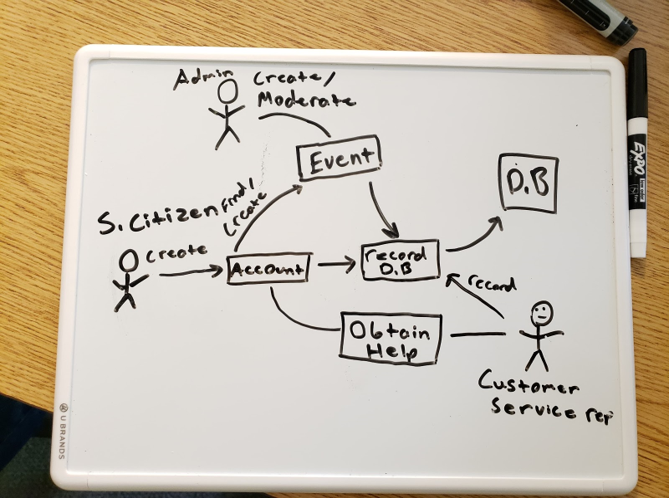 Admin
Create/
Moderate
Event
D.B
S. Citizen
Find/
Create
create
Account
record
D.B
record
Obtain
Help
Customer
service rep
U BRANDS
EXPO